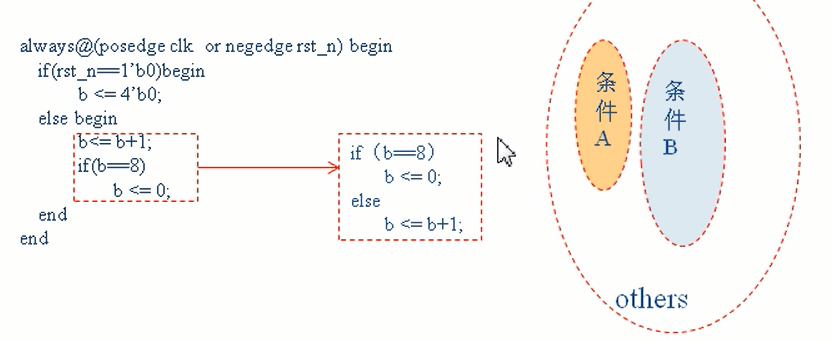 always@(posedge clk or negedge rst_n) begin
if(rst_n==1'b0)begin
b <= 4'b0;
else begin
b<= b+1;
if(b==8)
b <= 0;
end
end
if（b==8）
b <= 0;
else
b <= b+1;
条件A
条件B
others